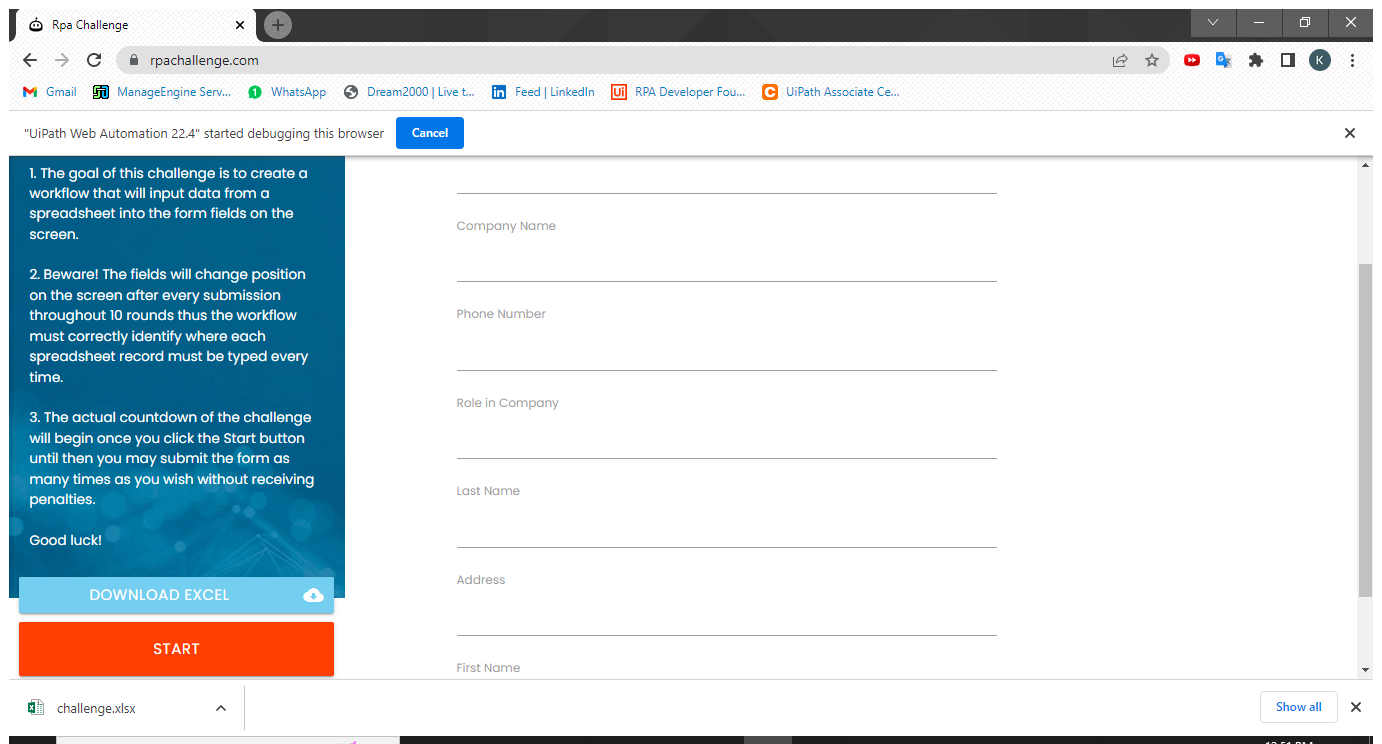 Rpa Challenge
rpachallenge.com
K
Gmail
ManageEngine Serv...
1
WhatsApp
Dream2000 | Live t...
in
Feed | LinkedIn
Ui
RPA Developer Fou...
C
UiPath Associate Ce...
"UiPath Web Automation 22.4" started debugging this browser
Cancel
1. The goal of this challenge is to create a
workflow that will input data from a
spreadsheet into the form fields on the
screen.
2. Beware! The fields will change position
on the screen after every submission
throughout 10 rounds thus the workflow
must correctly identify where each
spreadsheet record must be typed every
time.
3. The actual countdown of the challenge
will begin once you click the Start button
until then you may submit the form as
many times as you wish without receiving
penalties.
Good luck!
DOWNLOAD EXCEL
START
Company Name
Phone Number
Role in Company
Last Name
Address
First Name
challenge.xlsx
Show all